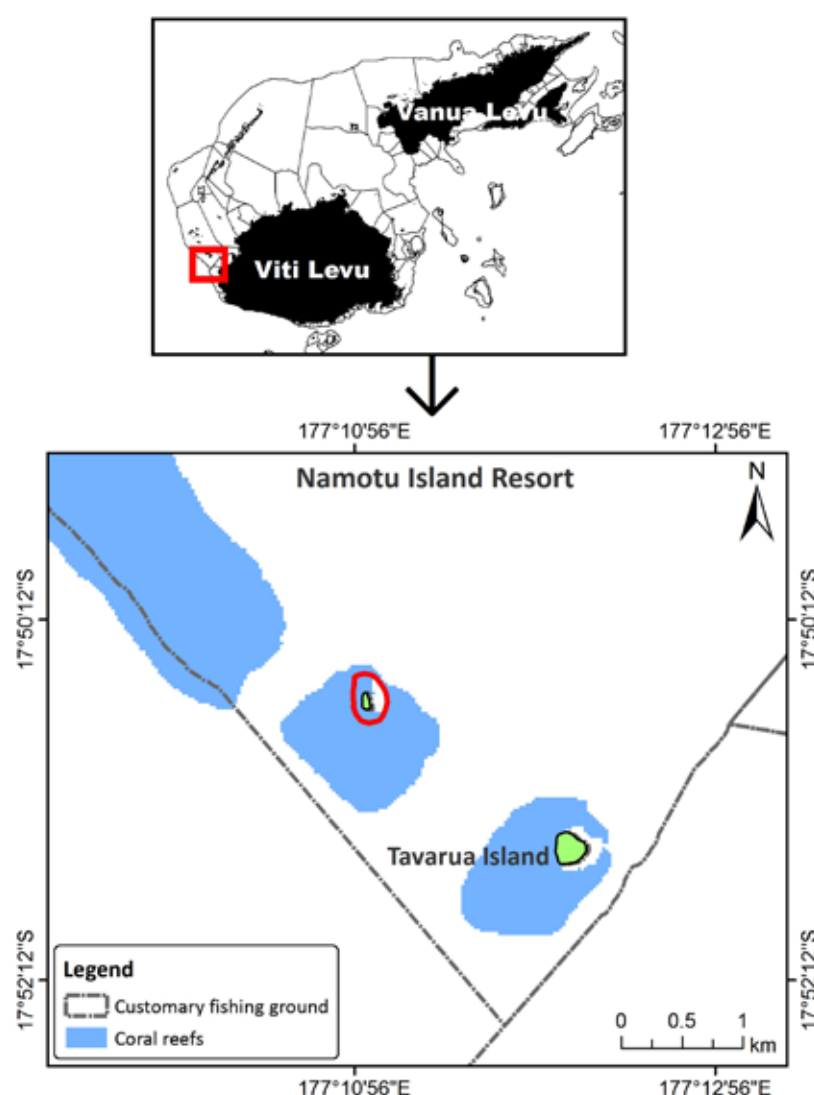 Vanua Levu
Viti Levu
177°10'56"E 177°12'56"E
Namotu Island Resort
N
17°50'12"S 17°50'12"S
Tavarua Island
17°52'12"S 17°52'12"S
Legend
Customary fishing ground
Coral reefs
0 0.5 1
km
177°10'56"E 177°12'56"E